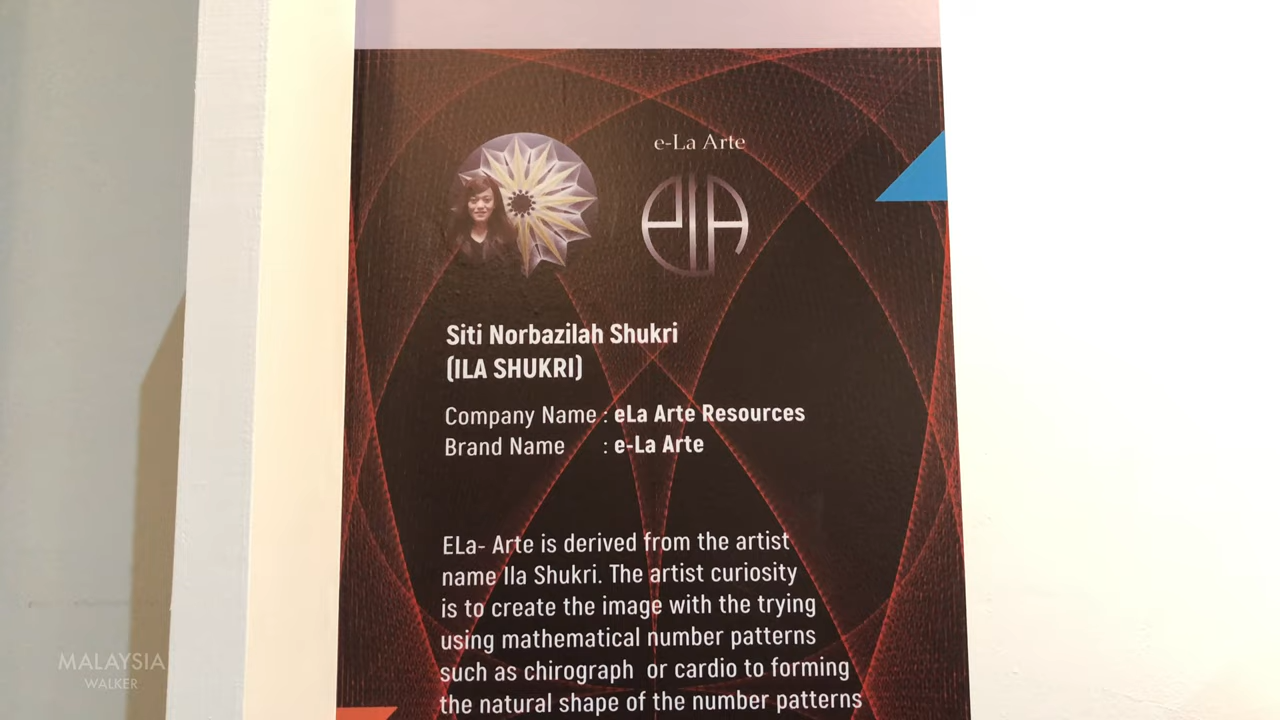 e-La Arte
elA
Siti Norbazilah Shukri
(ILA SHUKRI)
Company Name : eLa Arte Resources
Brand Name : e-La Arte
ELa- Arte is derived from the artist
name Ila Shukri. The artist curiosity
is to create the image with the trying
using mathematical number patterns
such as chirograph or cardio to forming
the natural shape of the number patterns
MALAYSIA
WALKER